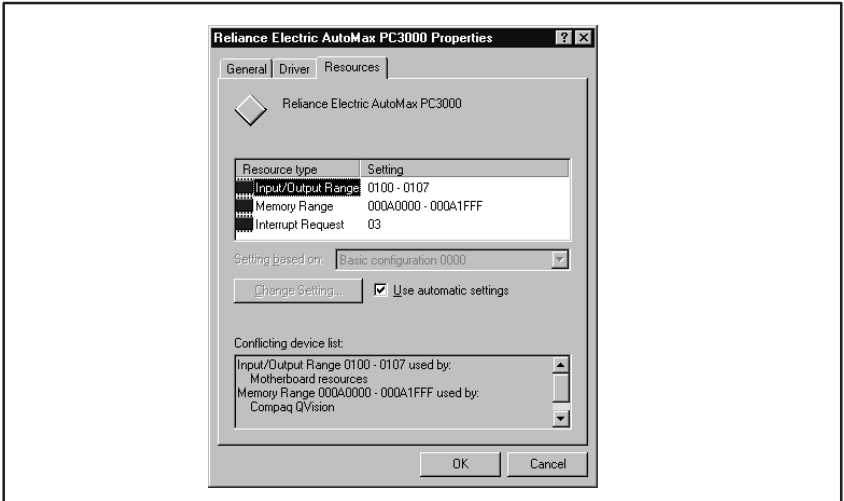 Reliance Electric AutoMax PC3000 Properties
General Driver Resources
Reliance Electric AutoMax PC3000
Resource type Setting
Input/Output Range 0100 - 0107
Memory Range 000A0000 - 000A1FFF
Interrupt Request 03
Setting based on: Basic configuration 0000
Change Setting... Use automatic settings
Conflicting device list:
Input/Output Range 0100 - 0107 used by:
Motherboard resources
Memory Range 000A0000 - 000A1FFF used by:
Compaq QVision
OK Cancel